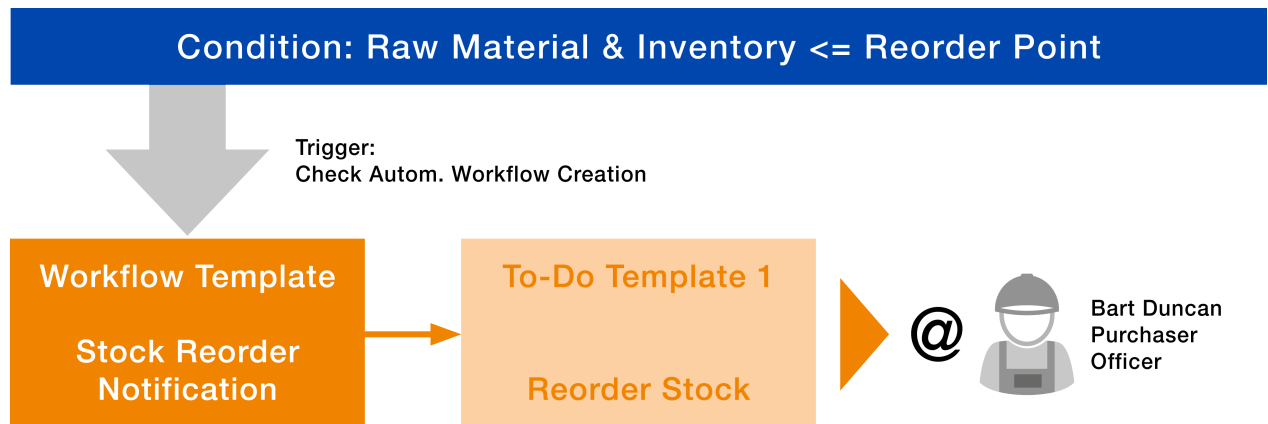 Condition: Raw Material & Inventory <= Reorder Point
Trigger:
Check Autom. Workflow Creation
Workflow Template
Stock Reorder
Notification
To-Do Template 1
Reorder Stock
@
Bart Duncan
Purchaser
Officer